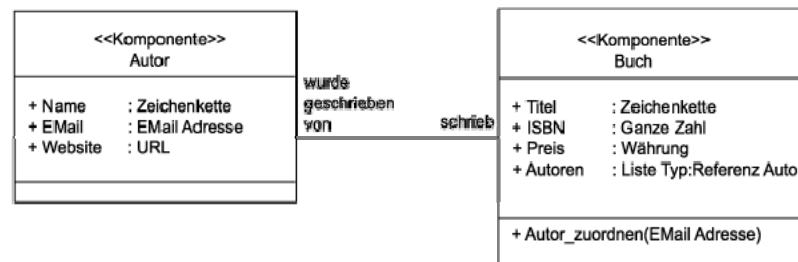 <<Komponente>>
Autor
+ Name : Zeichenkette
+ EMail : EMail Adresse
+ Website : URL
wurde
geschrieben
von
schrieb
<<Komponente>>
Buch
+ Titel : Zeichenkette
+ ISBN : Ganze Zahl
+ Preis : Währung
+ Autoren : Liste Typ:Referenz Auto
+ Autor_zuordnen(EMail Adresse)